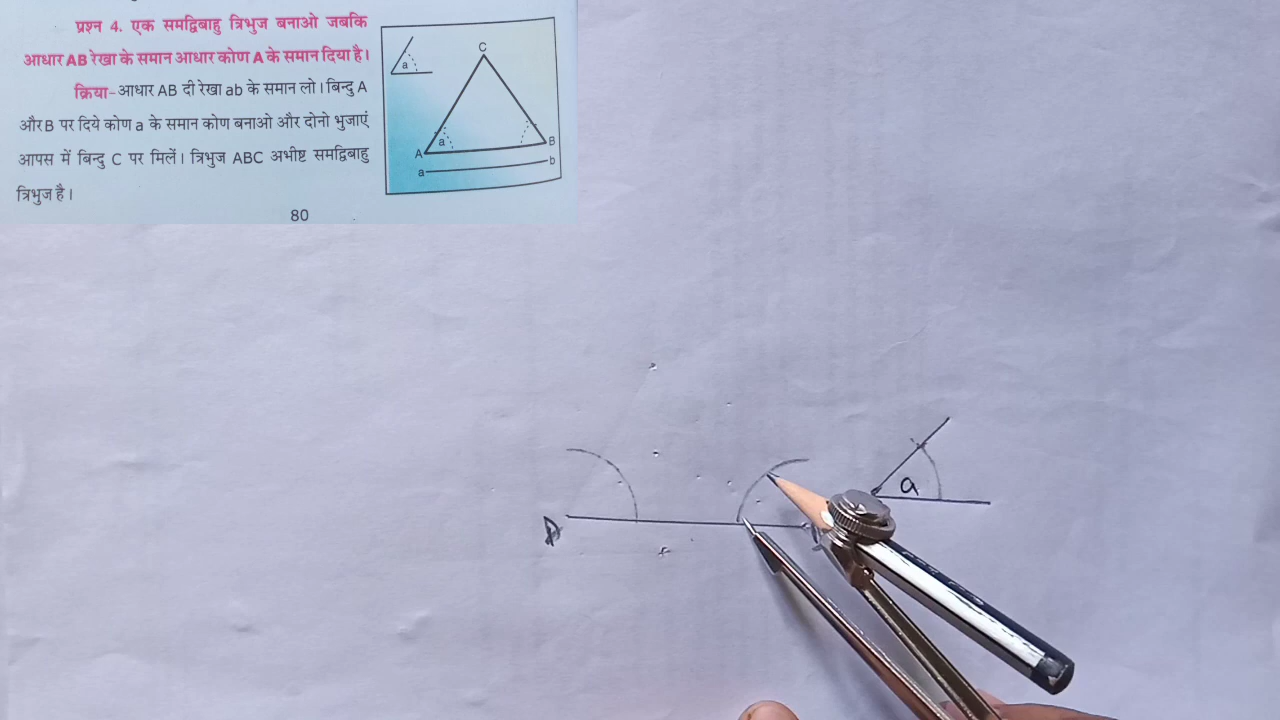 प्रश्न 4. एक समद्विबाहु त्रिभुज बनाओ जबकि
आधार AB रेखा के समान आधार कोण A के समान दिया है।
क्रिया- आधार AB दी रेखा ab के समान लो। बिन्दु A
और B पर दिये कोण a के समान कोण बनाओ और दोनो भुजाएं
आपस में बिन्दु C पर मिलें। त्रिभुज ABC अभीष्ट समद्विबाहु
त्रिभुज है।
80
a
C
a
A
B
a
b
a